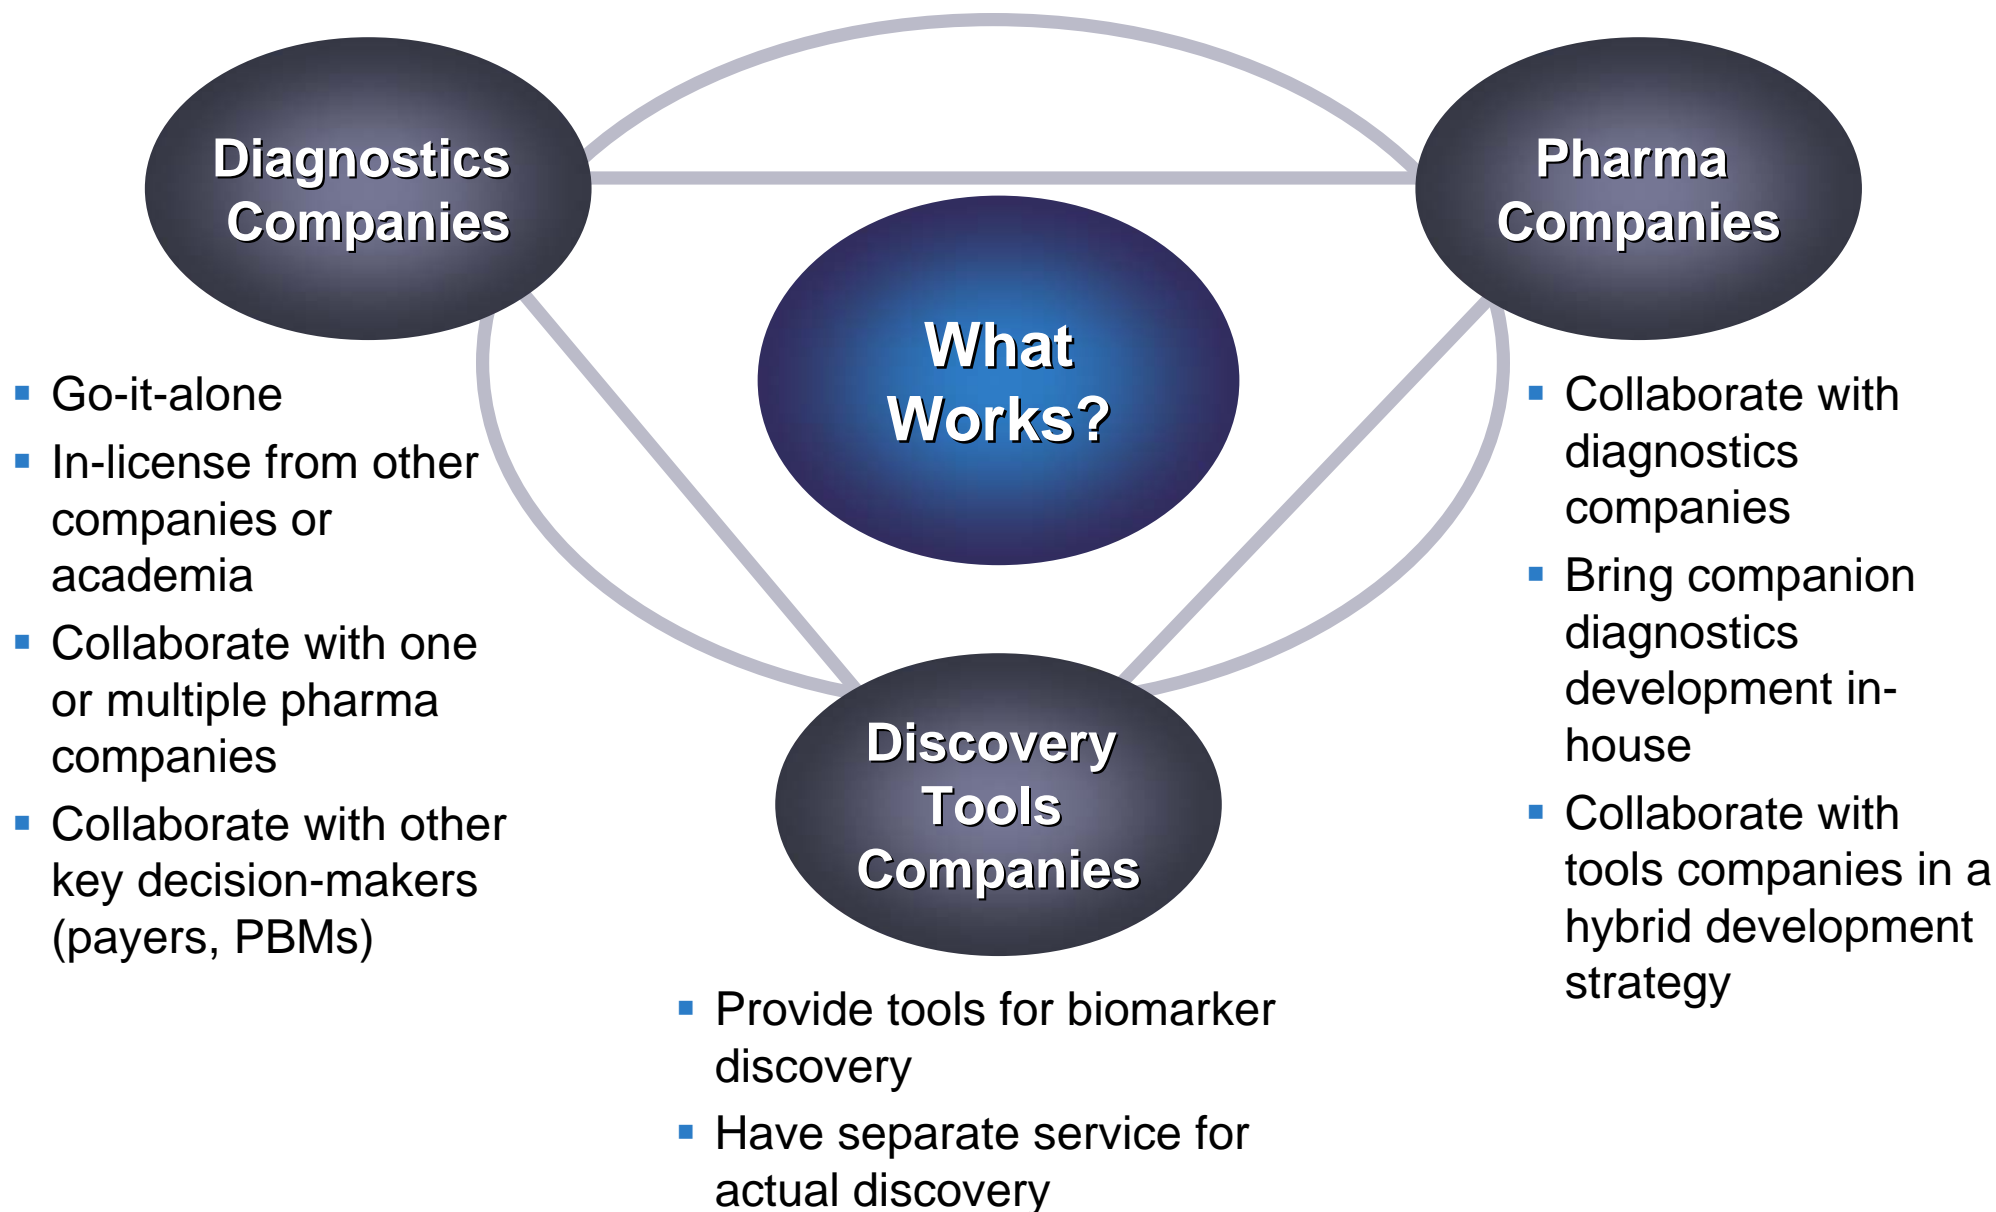 Diagnostics
Companies
Pharma
Companies
What
Works?
▪ Go-it-alone
▪ In-license from other
companies or
academia
▪ Collaborate with one
or multiple pharma
companies
▪ Collaborate with other
key decision-makers
(payers, PBMs)
▪ Collaborate with
diagnostics
companies
▪ Bring companion
diagnostics
development in-
house
▪ Collaborate with
tools companies in a
hybrid development
strategy
Discovery
Tools
Companies
▪ Provide tools for biomarker
discovery
▪ Have separate service for
actual discovery